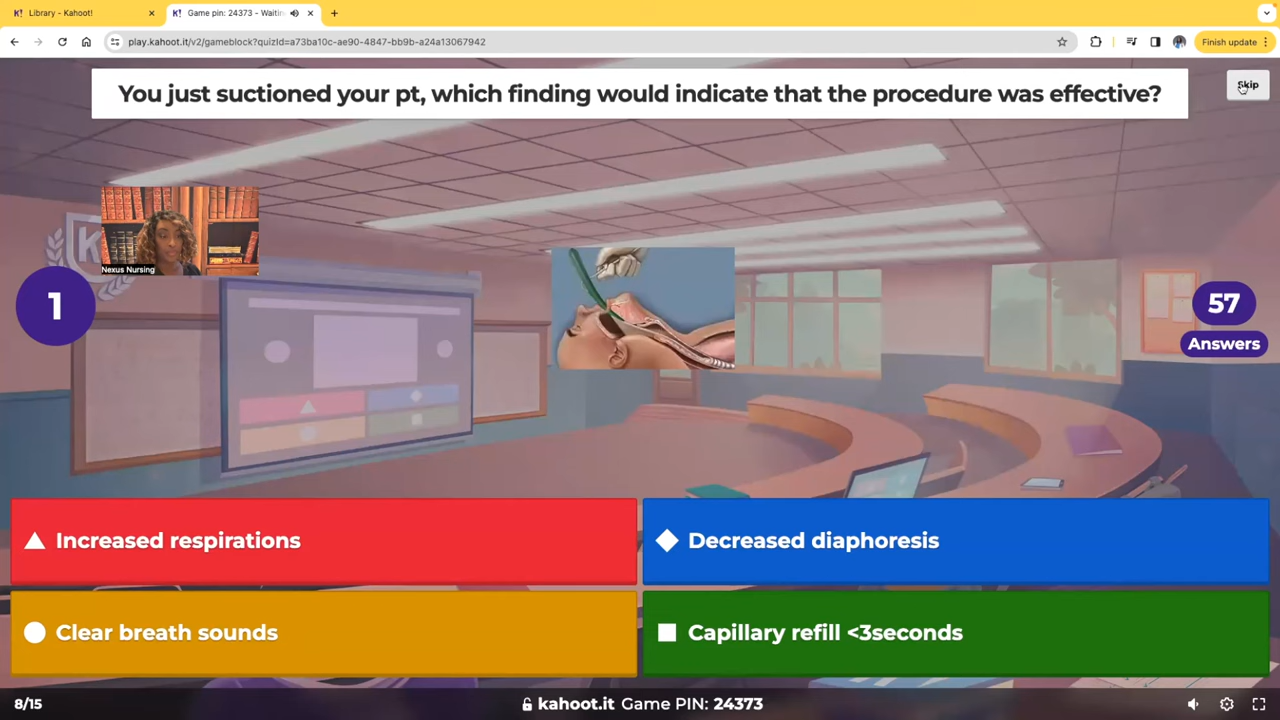 Library - Kahoot!
Game pin: 24373 - Waitin
Finish update
play.kahoot.it/v2/gameblock?quizId=a73ba10c-ae90-4847-bb9b-a24a13067942
You just suctioned your pt, which finding would indicate that the procedure was effective?
Skip
Nexus Nursing
1
57
Answers
Increased respirations
Decreased diaphoresis
Clear breath sounds
Capillary refill <3seconds
8/15
kahoot.it Game PIN: 24373